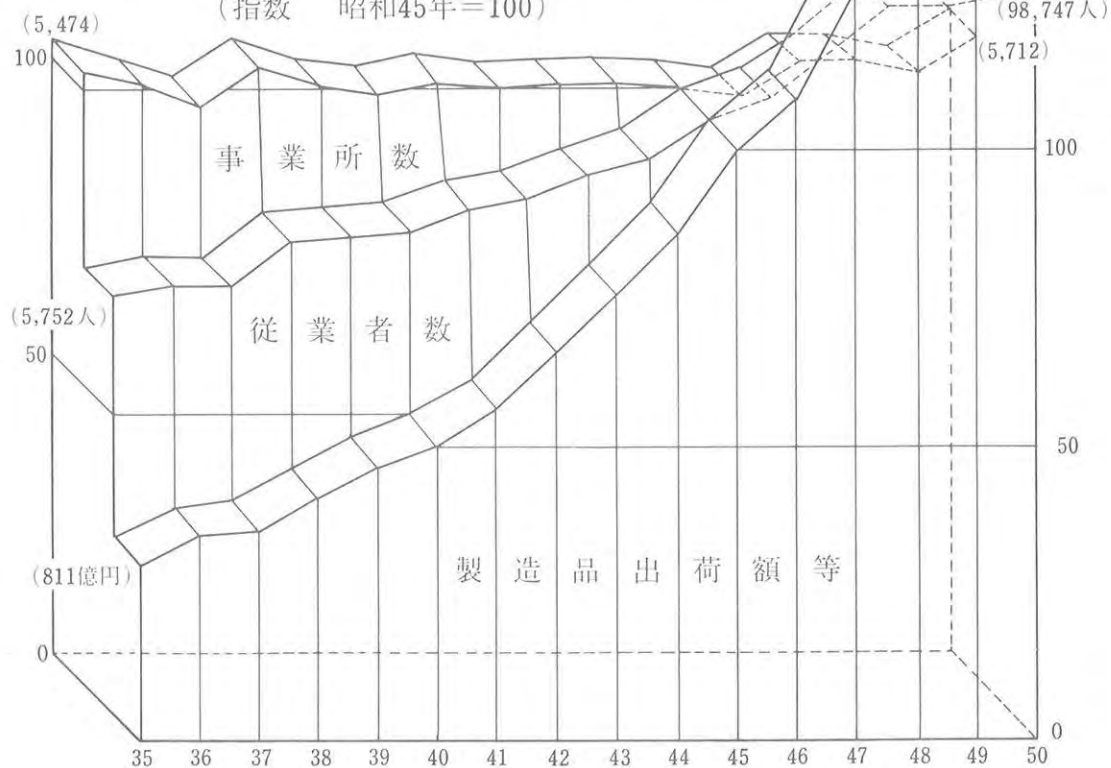 (指数 昭和45年=100)
(5,474)
(98,747人)
100
(5,712)
事業所数
100
(5,752人)
従業者数
50
50
(811億円)
製造品出荷額等
0
0
35 36 37 38 39 40 41 42 43 44 45 46 47 48 49 50